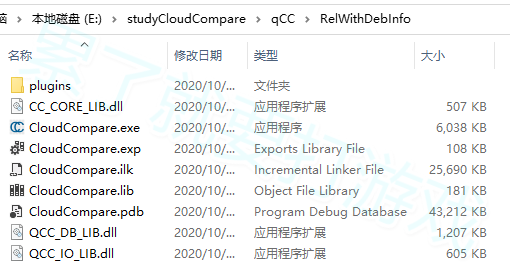 脑 › 本地磁盘 (E:) › studyCloudCompare › qCC › RelWithDebInfo
名称 修改日期 类型 大小
plugins 2020/10/... 文件夹
CC_CORE_LIB.dll 2020/10/... 应用程序扩展 507 KB
CloudCompare.exe 2020/10/... 应用程序 6,038 KB
CloudCompare.exp 2020/10/... Exports Library File 108 KB
CloudCompare.ilk 2020/10/... Incremental Linker File 25,690 KB
CloudCompare.lib 2020/10/... Object File Library 181 KB
CloudCompare.pdb 2020/10/... Program Debug Database 43,212 KB
QCC_DB_LIB.dll 2020/10/... 应用程序扩展 1,207 KB
QCC_IO_LIB.dll 2020/10/... 应用程序扩展 605 KB